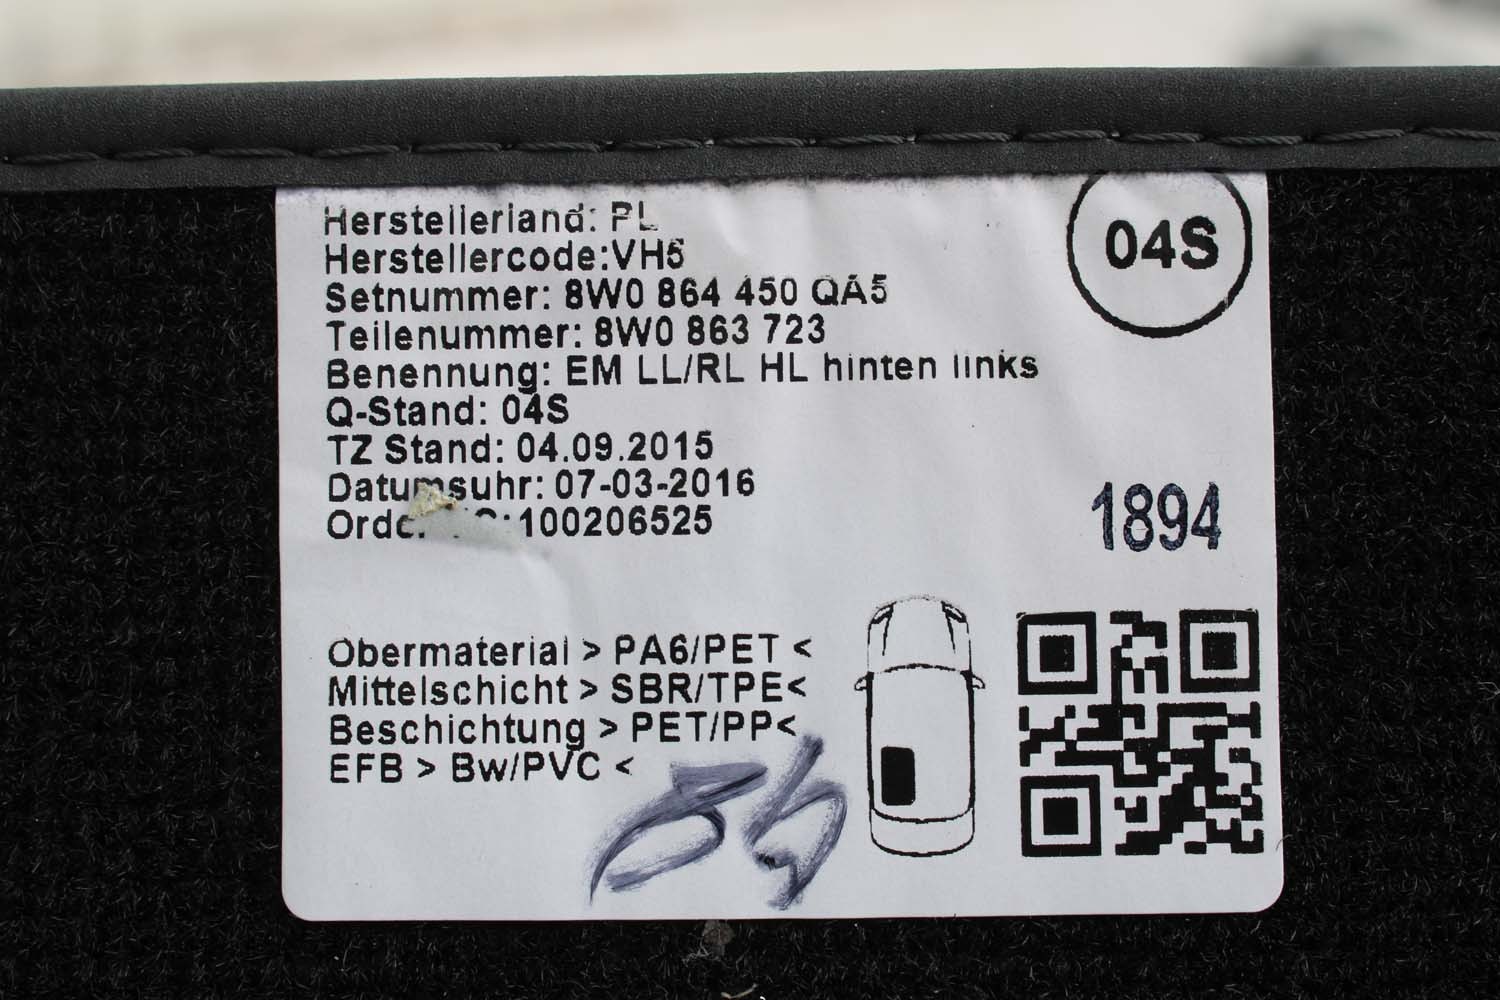 Herstellerland: PL
Herstellercode:VH5
Setnummer: 8W0 864 450 QA5
Teilenummer: 8W0 863 723
Benennung: EM LL/RL HL hinten links
Q-Stand: 04S
TZ Stand: 04.09.2015
Datumsuhr: 07-03-2016
100206525
04S
1894
Obermaterial > PA6/PET <
Mittelschicht > SBR/TPE<
Beschichtung > PET/PP<
EFB > Bw/PVC <